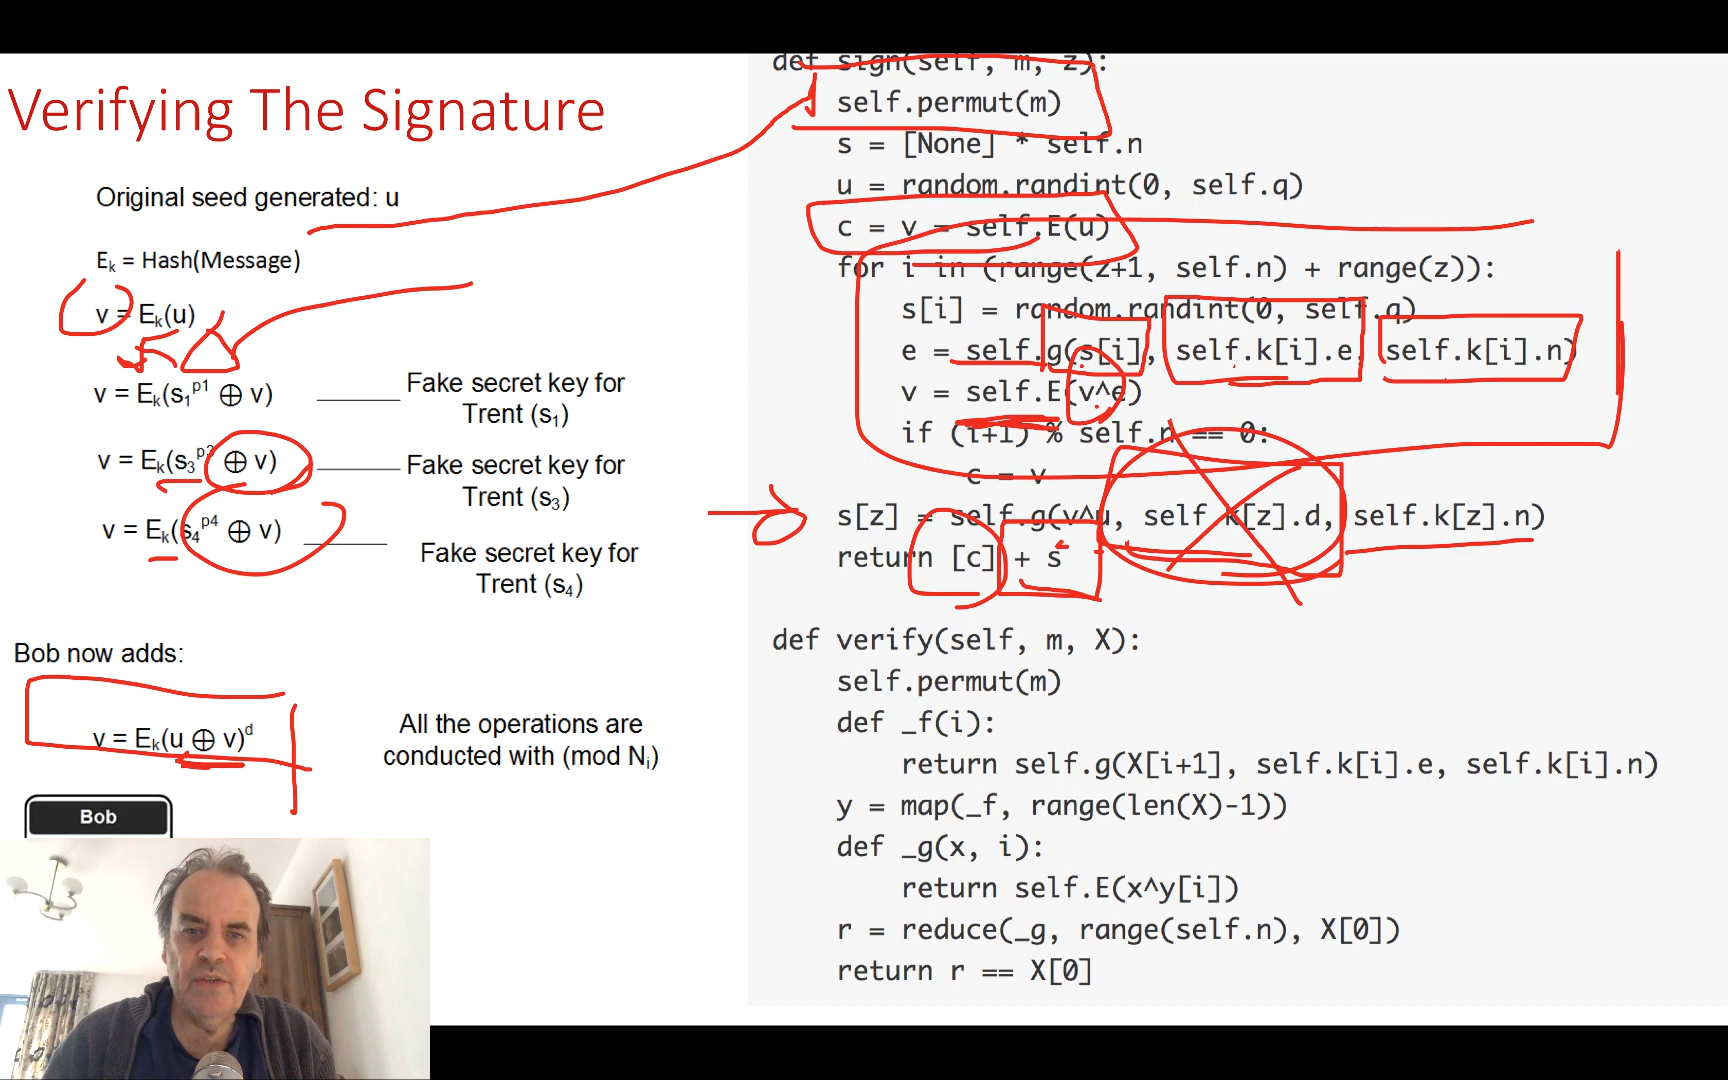 Verifying The Signature
Original seed generated: u
Ek = Hash(Message)
v = Ek(u)
v = Ek(s1^p1 ⊕ v)
Fake secret key for
Trent (s1)
v = Ek(s3 ⊕ v)
Fake secret key for
Trent (s3)
v = Ek(s4^p4 ⊕ v)
Fake secret key for
Trent (s4)
Bob now adds:
v = Ek(u ⊕ v)^d
All the operations are
conducted with (mod Ni)
Bob
def sign(self, m, z):
self.permut(m)
s = [None] * self.n
u = random.randint(0, self.q)
c = v = self.E(u)
for i in (range(z+1, self.n) + range(z)):
s[i] = random.randint(0, self.q)
e = self.g(s[i], self.k[i].e, self.k[i].n)
v = self.E(v^e)
if (i+1) % self.n == 0:
c = v
s[z] = self.g(v^u, self.k[z].d, self.k[z].n)
return [c] + s
def verify(self, m, X):
self.permut(m)
def _f(i):
return self.g(X[i+1], self.k[i].e, self.k[i].n)
y = map(_f, range(len(X)-1))
def _g(x, i):
return self.E(x^y[i])
r = reduce(_g, range(self.n), X[0])
return r == X[0]